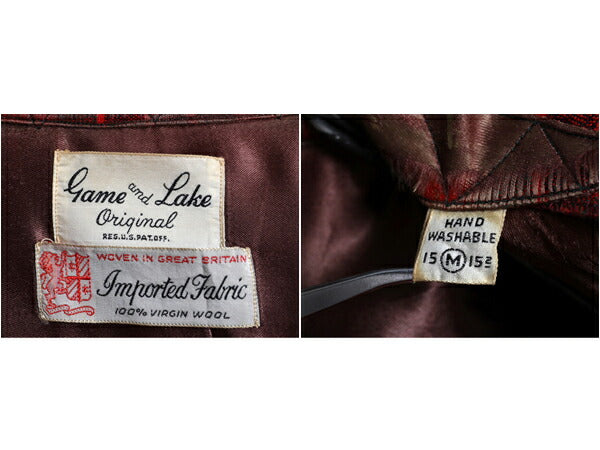 Game and Lake
Original
RES. U.S. PAT. OFF.
WOVEN IN GREAT BRITAIN
Imported Fabric
100% VIRGIN WOOL
HAND
WASHABLE
15 M 15½